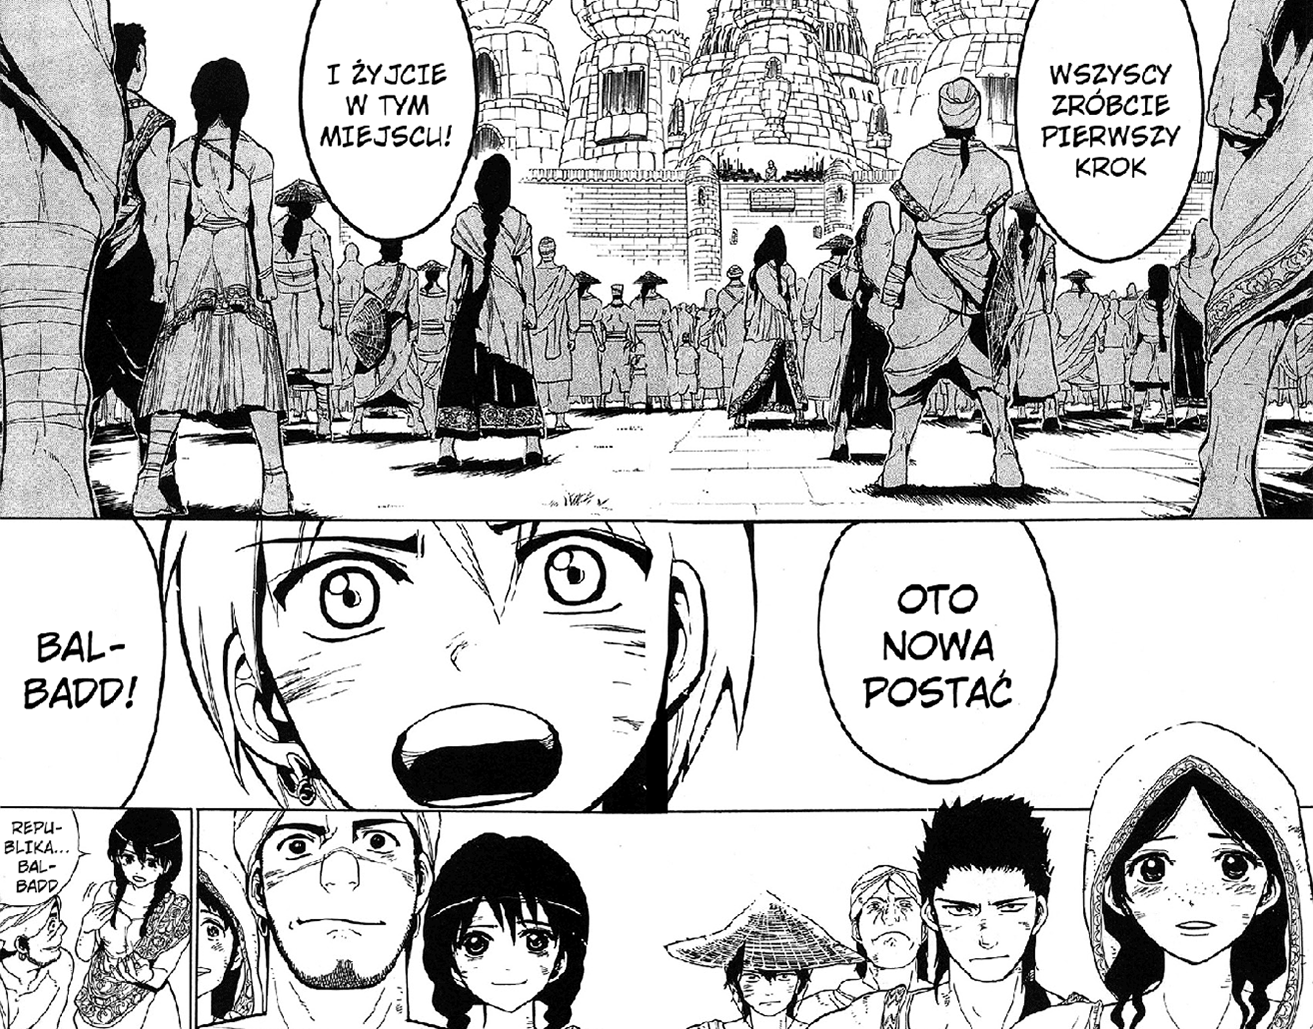 WSZYSCY
ZRÓBCIE
PIERWSZY
KROK
I ŻYJCIE
W TYM
MIEJSCU!
OTO
NOWA
POSTAĆ
BAL-
BADD!
REPU-
BLIKA...
BAL-
BADD